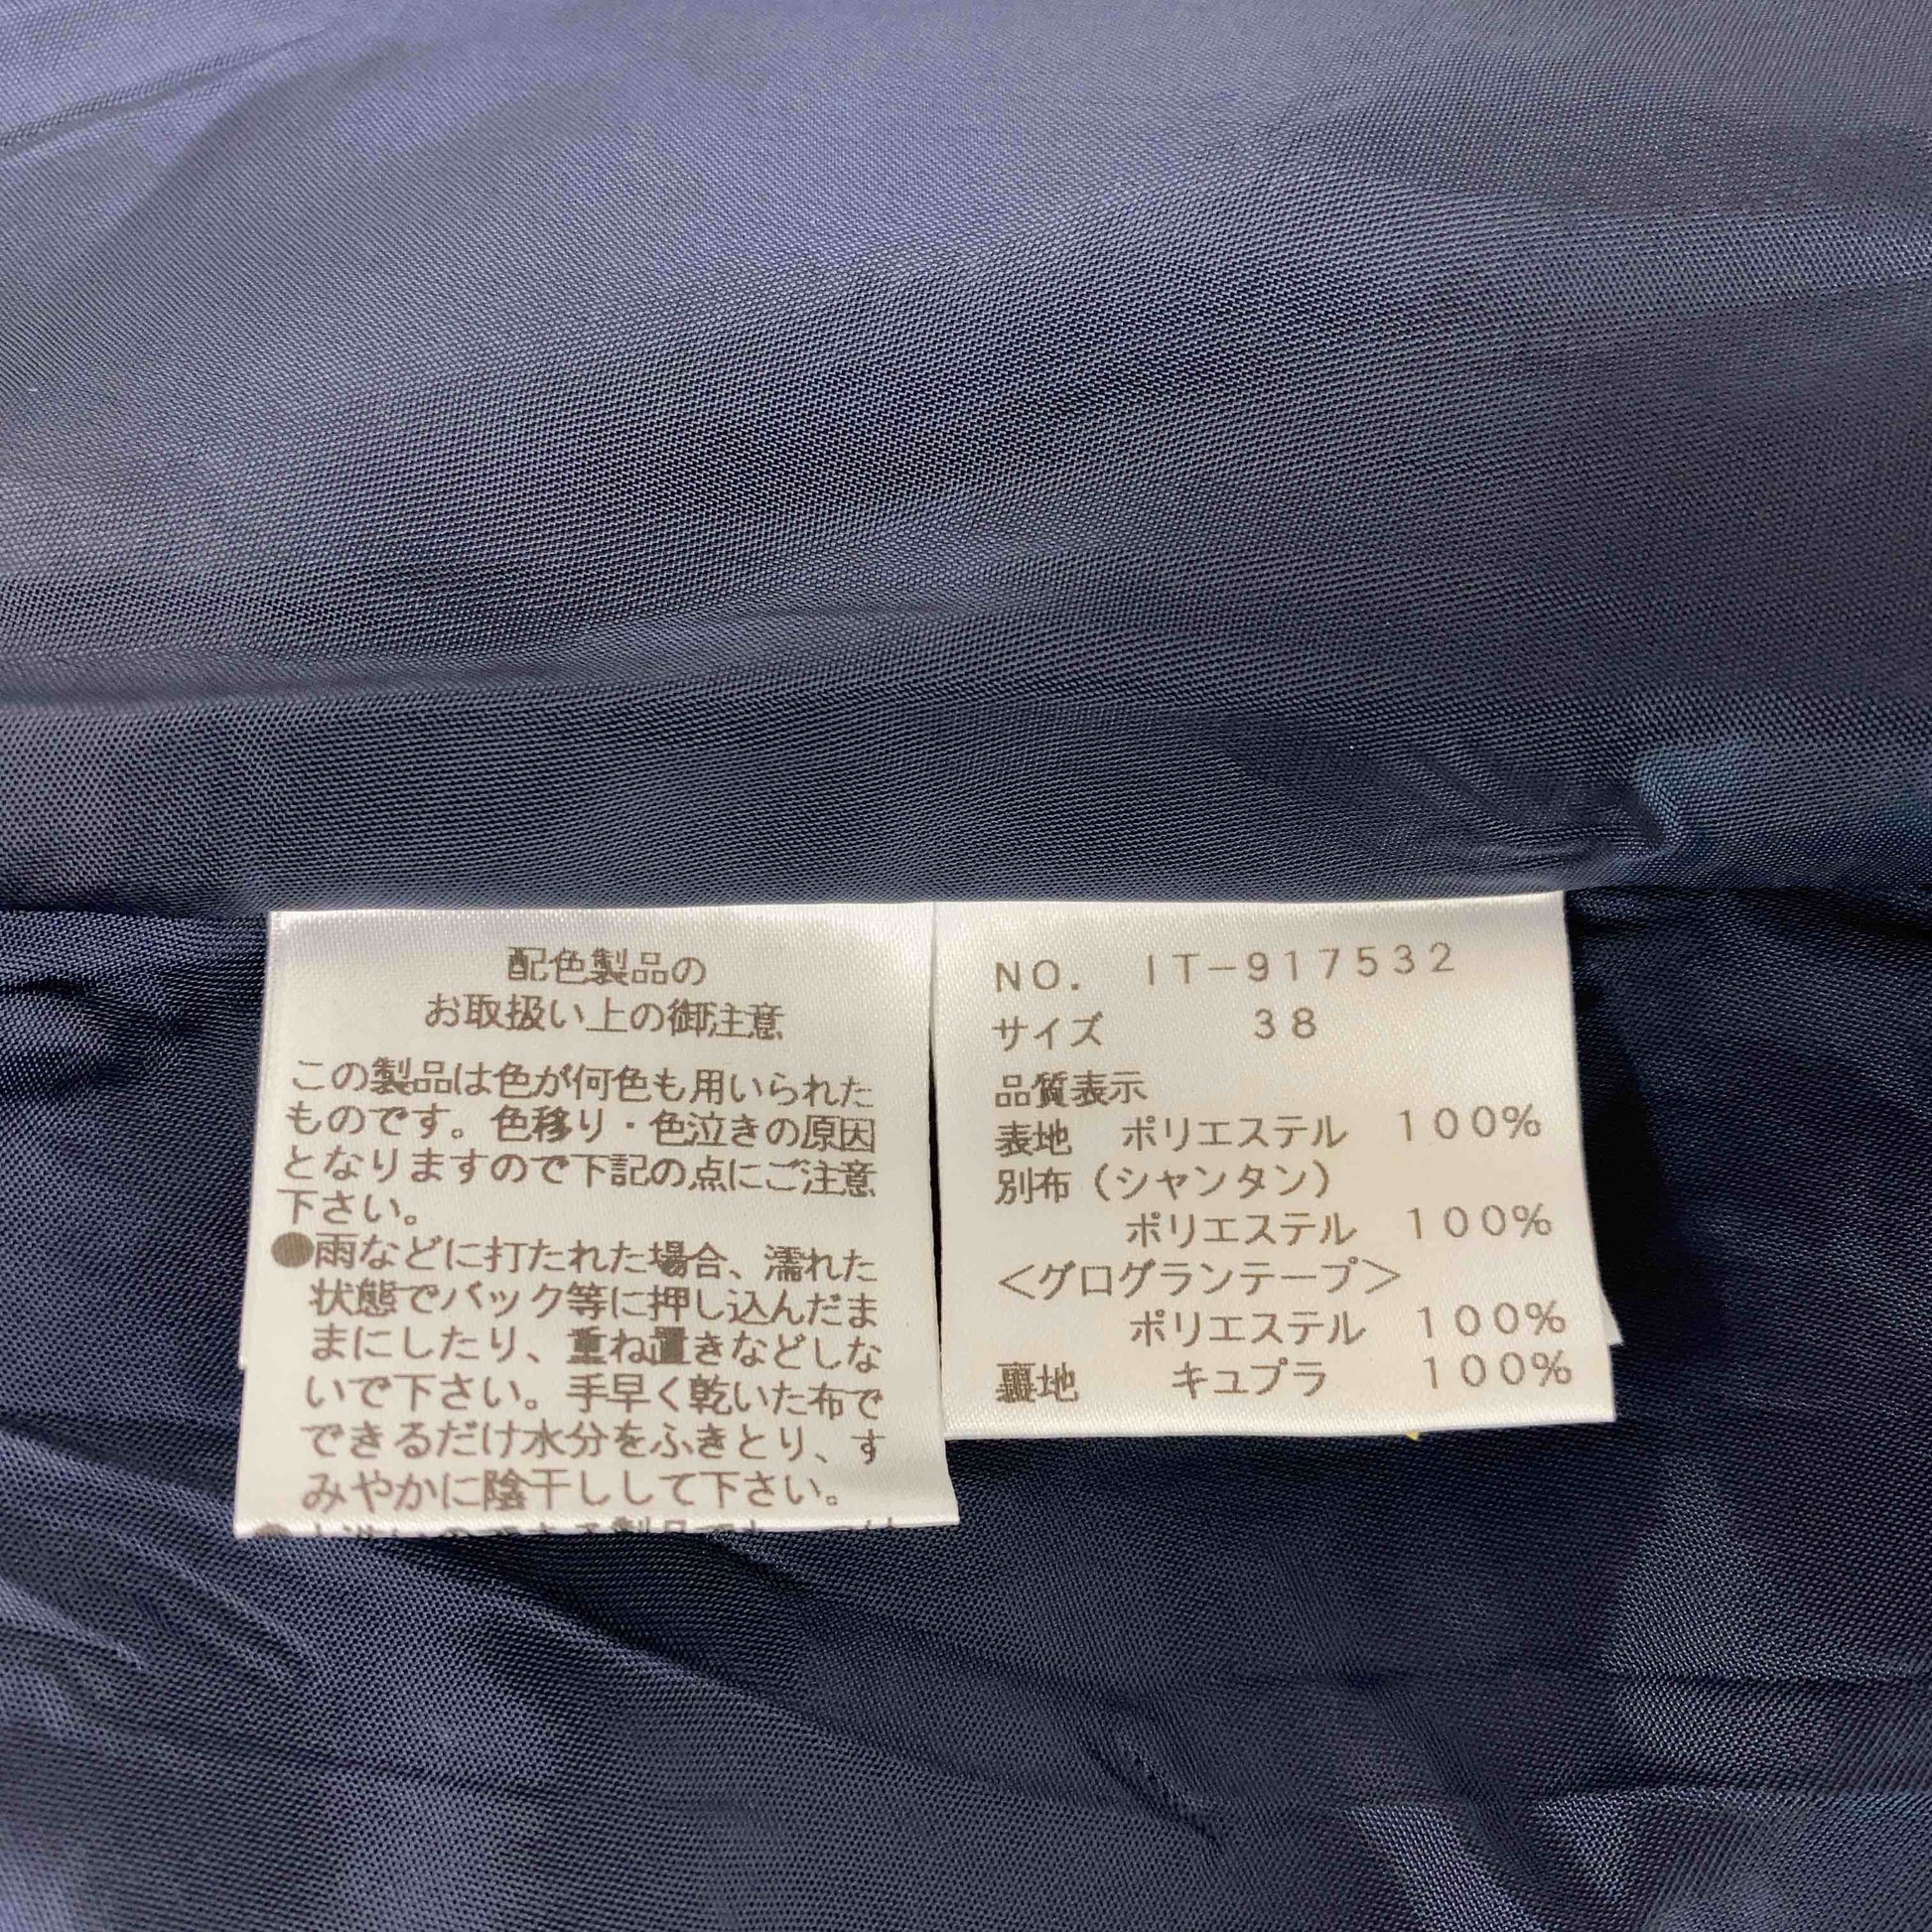 配色製品の
お取扱い上の御注意
この製品は色が何色も用いられた
ものです。色移り・色泣きの原因
となりますので下記の点にご注意
下さい。
●雨などに打たれた場合、濡れた
状態でバック等に押し込んだま
まにしたり、重ね置きなどしな
いで下さい。手早く乾いた布で
できるだけ水分をふきとり、す
みやかに陰干しして下さい。
NO. IT-917532
サイズ 38
品質表示
表地 ポリエステル 100%
別布(シャンタン)
ポリエステル 100%
<グログランテープ>
ポリエステル 100%
裏地 キュプラ 100%